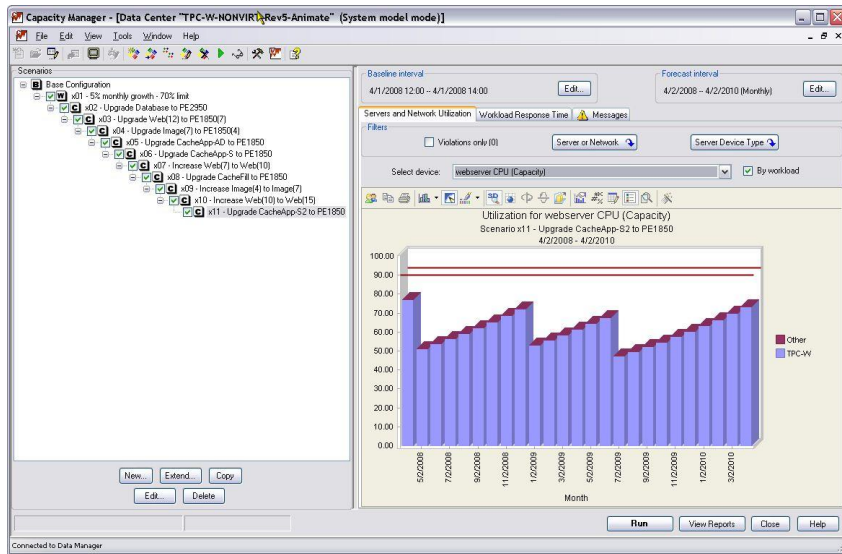 Capacity Manager - [Data Center "TPC-W-NONVIRT-Rev5-Animate" (System model mode)]
File Edit View Tools Window Help
Scenarios
B Base Configuration
W x01 - 5% monthly growth - 70% limit
C x02 - Upgrade Database to PE2950
C x03 - Upgrade Web(12) to PE1850(7)
C x04 - Upgrade Image(7) to PE1850(4)
C x05 - Upgrade CacheApp-AD to PE1850
C x06 - Upgrade CacheApp-S to PE1850
C x07 - Increase Web(7) to Web(10)
C x08 - Upgrade CacheFill to PE1850
C x09 - Increase Image(4) to Image(7)
C x10 - Increase Web(10) to Web(15)
C x11 - Upgrade CacheApp-S2 to PE1850
New... Extend... Copy
Edit... Delete
Baseline interval
4/1/2008 12:00 -- 4/1/2008 14:00 Edit...
Forecast interval
4/2/2008 -- 4/2/2010 (Monthly) Edit...
Servers and Network Utilization Workload Response Time Messages
Filters
Violations only (0) Server or Network Server Device Type
Select device: webserver CPU (Capacity) By workload
3D
Utilization for webserver CPU (Capacity)
Scenario x11 - Upgrade CacheApp-S2 to PE1850
4/2/2008 - 4/2/2010
100.00
90.00
80.00
70.00
60.00
50.00
40.00
30.00
20.00
10.00
0.00
5/2/2008
7/2/2008
9/2/2008
11/2/2008
1/2/2009
3/2/2009
5/2/2009
7/2/2009
9/2/2009
11/2/2009
1/2/2010
3/2/2010
Month
Other
TPC-W
Run View Reports Close Help
Connected to Data Manager